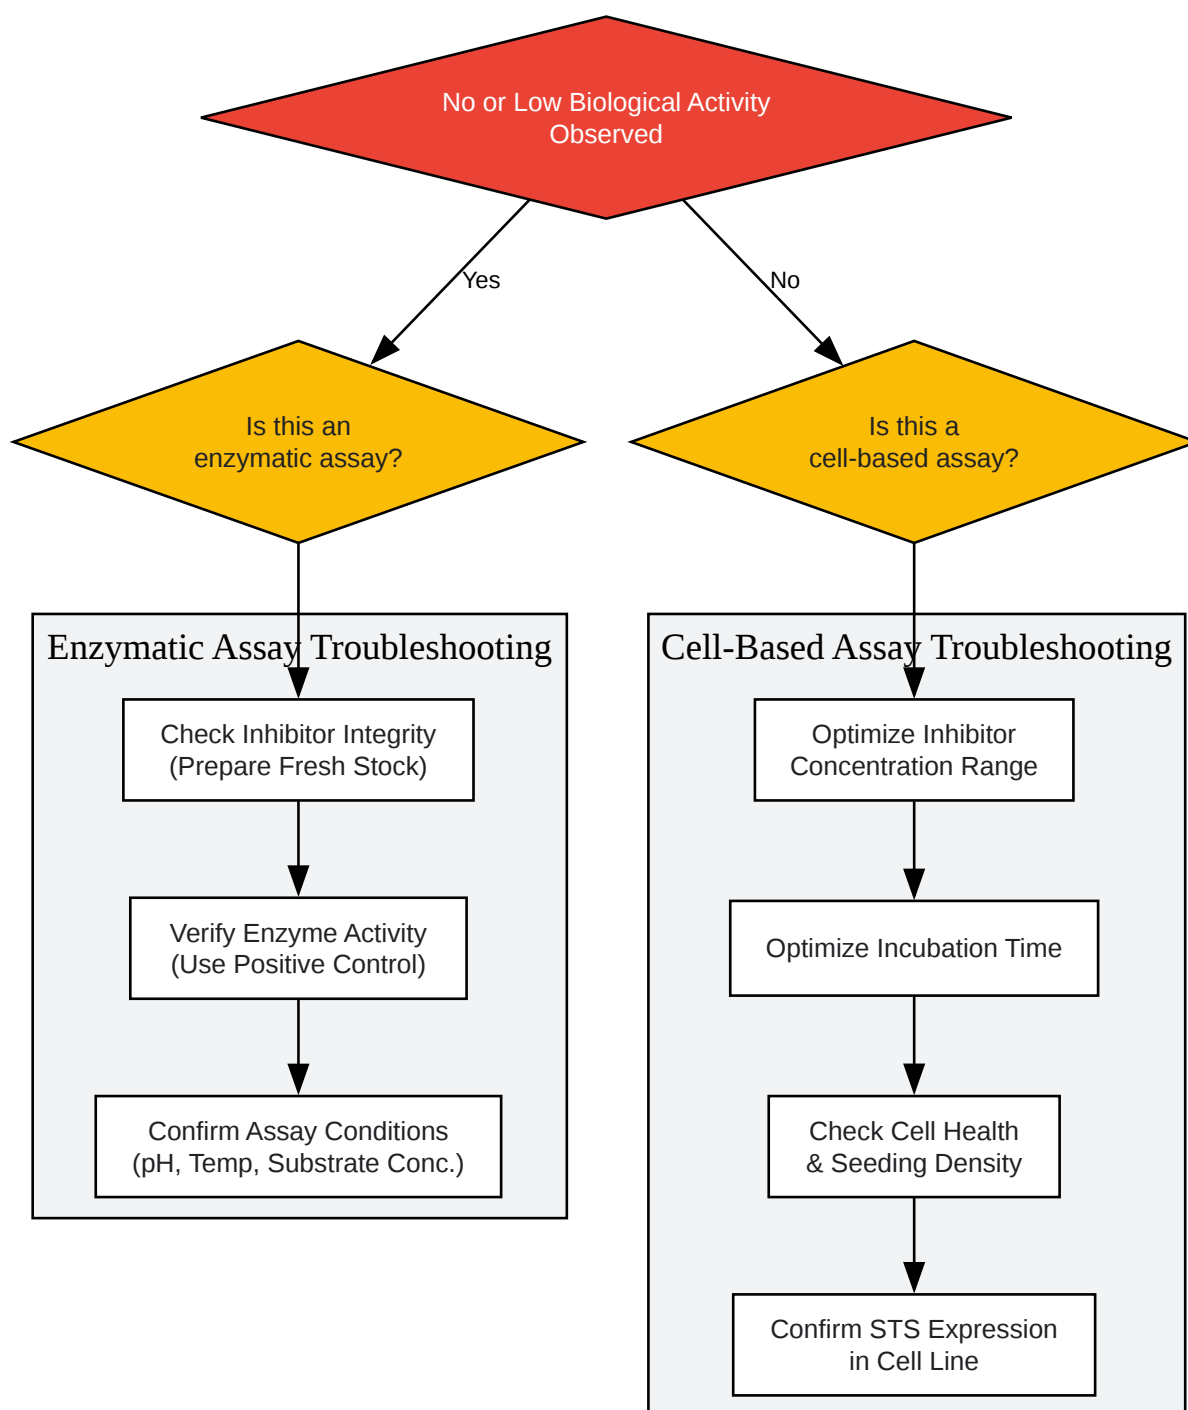 No or Low Biological Activity
Observed
Yes
No
Is this an
enzymatic assay?
Is this a
cell-based assay?
Enzymatic Assay Troubleshooting
Check Inhibitor Integrity
(Prepare Fresh Stock)
Verify Enzyme Activity
(Use Positive Control)
Confirm Assay Conditions
(pH, Temp, Substrate Conc.)
Cell-Based Assay Troubleshooting
Optimize Inhibitor
Concentration Range
Optimize Incubation Time
Check Cell Health
& Seeding Density
Confirm STS Expression
in Cell Line